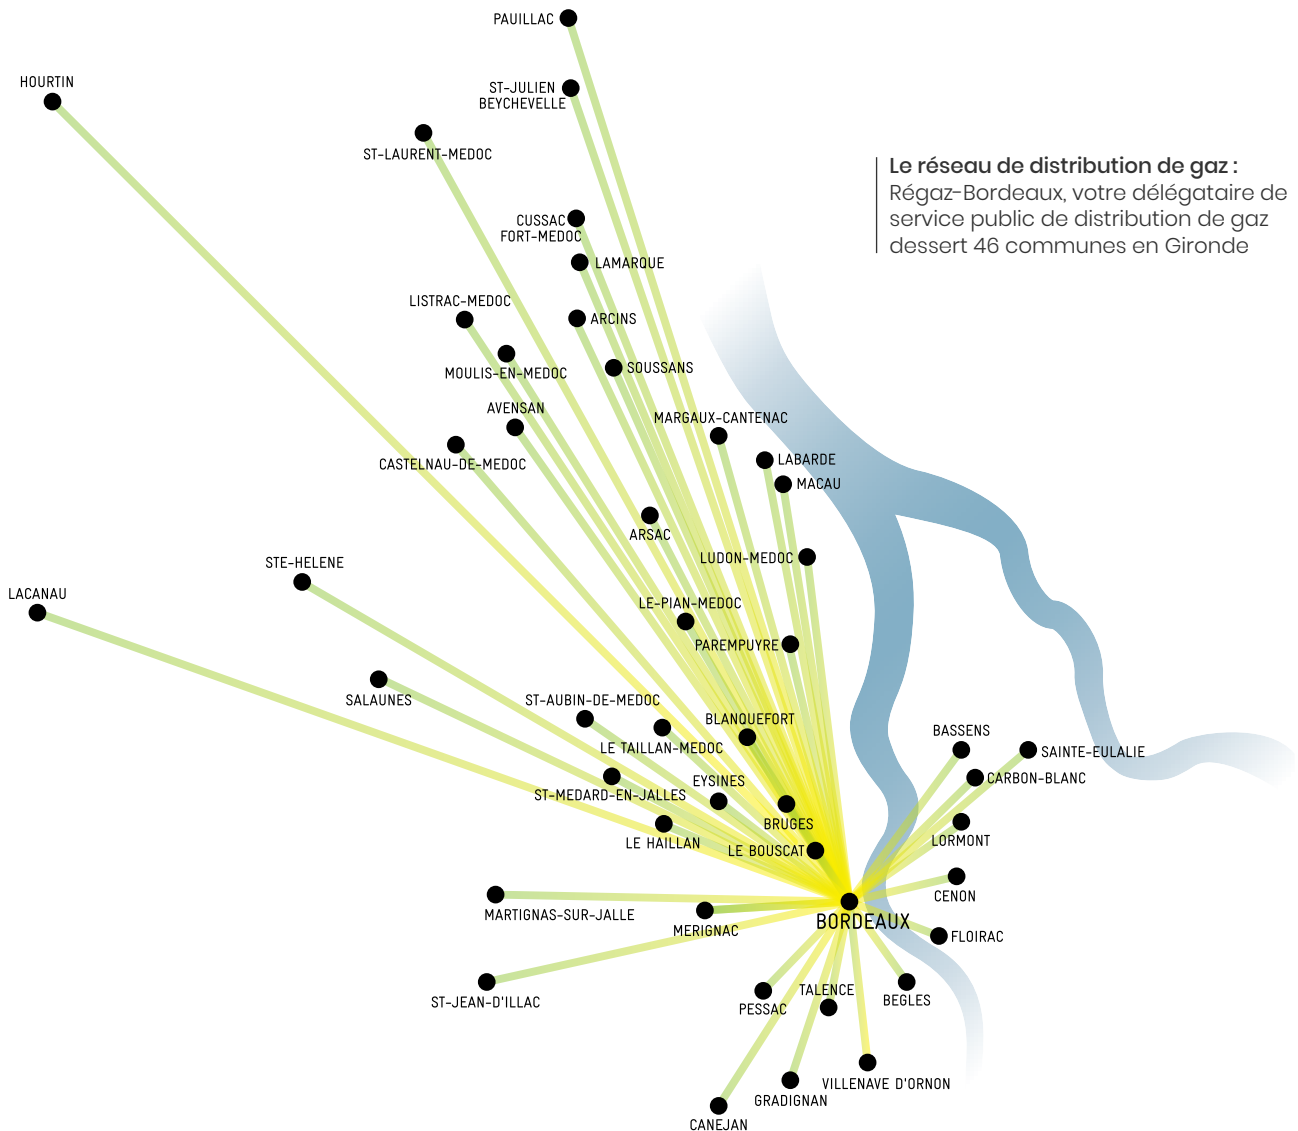 PAUILLAC
HOURTIN
ST-JULIEN
BEYCHEVELLE
ST-LAURENT-MEDOC
Le réseau de distribution de gaz :
Régaz-Bordeaux, votre délégataire de
service public de distribution de gaz
dessert 46 communes en Gironde
CUSSAC
FORT-MEDOC
LAMARQUE
LISTRAC-MEDOC
ARCINS
MOULIS-EN-MEDOC
SOUSSANS
AVENSAN
MARGAUX-CANTENAC
CASTELNAU-DE-MEDOC
LABARDE
MACAU
ARSAC
LUDON-MEDOC
STE-HELENE
LACANAU
LE-PIAN-MEDOC
PAREMPUYRE
SALAUNES
ST-AUBIN-DE-MEDOC
BLANQUEFORT
LE TAILLAN-MEDOC
BASSENS
SAINTE-EULALIE
CARBON-BLANC
EYSINES
ST-MEDARD-EN-JALLES
BRUGES
LE HAILLAN
LE BOUSCAT
LORMONT
CENON
MARTIGNAS-SUR-JALLE
MERIGNAC
BORDEAUX
FLOIRAC
ST-JEAN-D'ILLAC
PESSAC
TALENCE
BEGLES
VILLENAVE D'ORNON
GRADIGNAN
CANEJAN